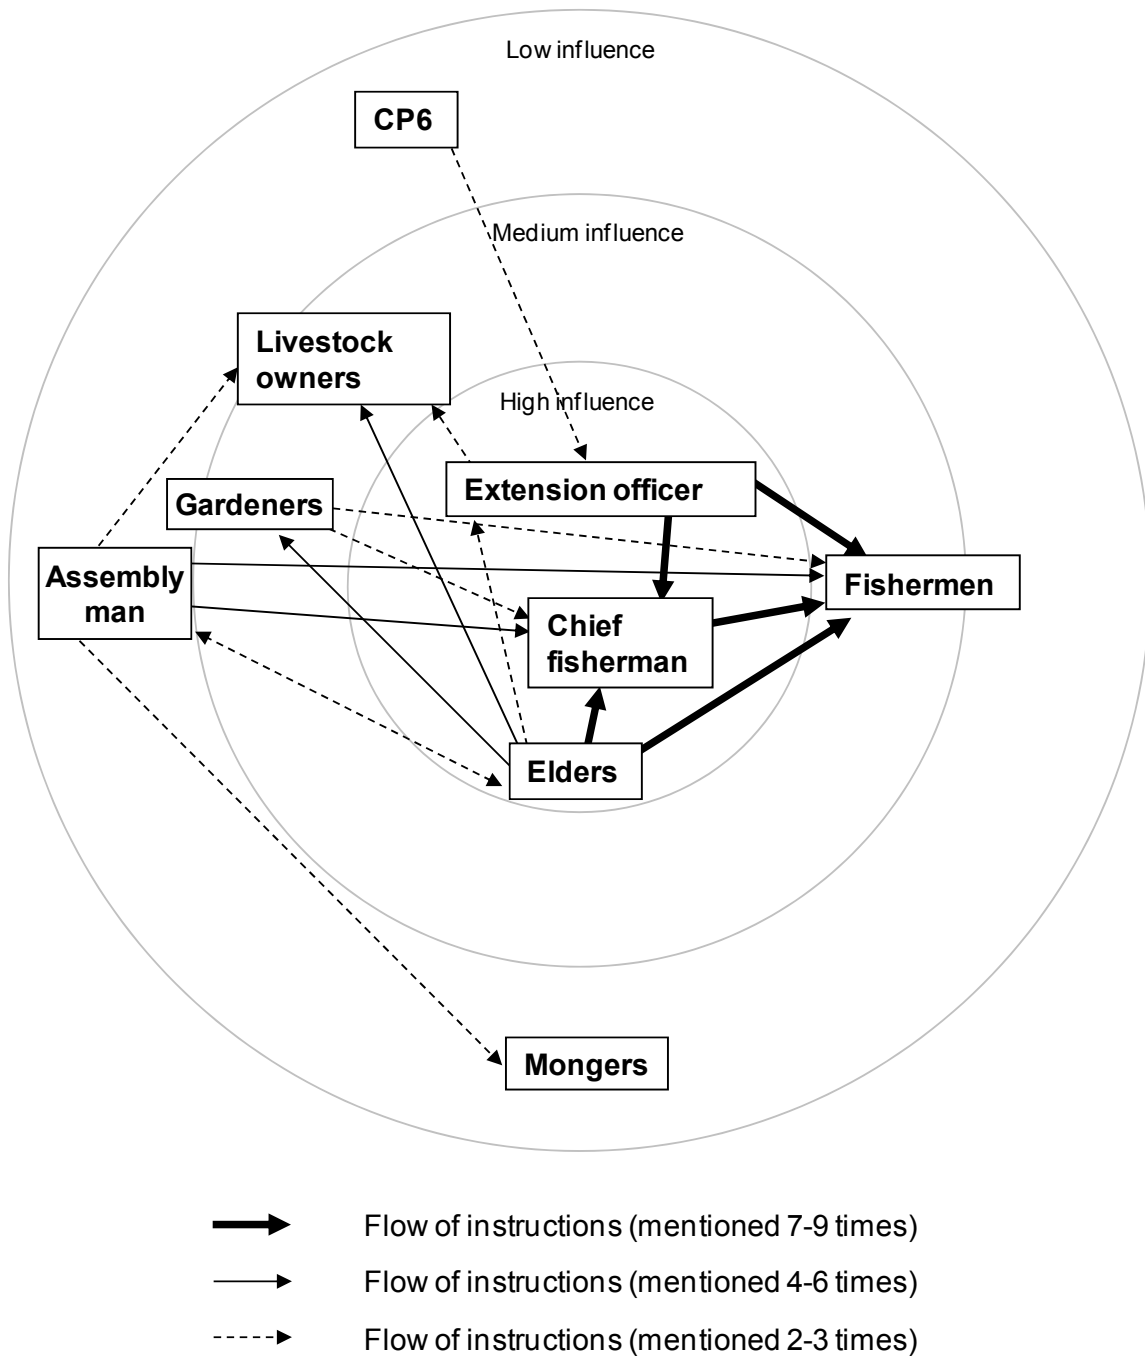 Low influence
CP6
Medium influence
Livestock
owners
High influence
Extension officer
Gardeners
Assembly
man
Fishermen
Chief
fisherman
Elders
Mongers
Flow of instructions (mentioned 7-9 times)
Flow of instructions (mentioned 4-6 times)
Flow of instructions (mentioned 2-3 times)